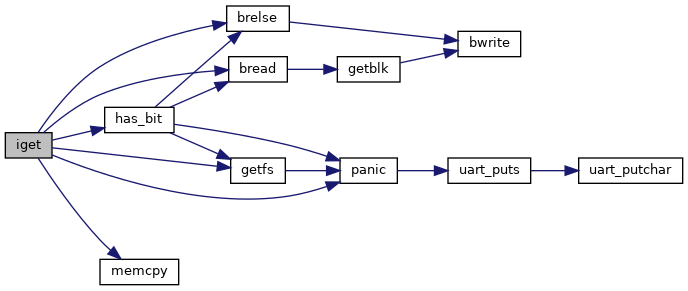 brelse
bwrite
bread
getblk
has_bit
iget
getfs
panic
uart_puts
uart_putchar
memcpy